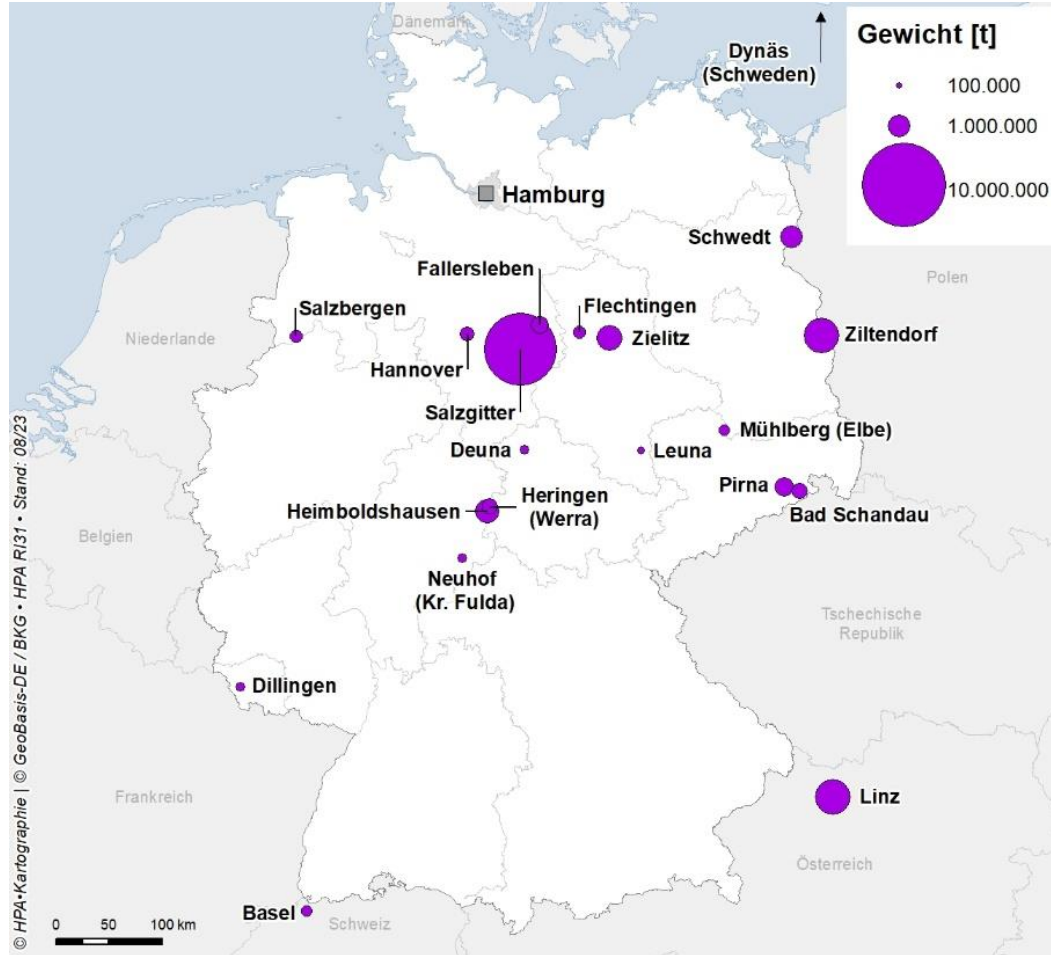 Dänemark
Dynäs
(Schweden)
Gewicht [t]
100.000
1.000.000
10.000.000
Hamburg
Schwedt
Polen
Fallersleben
Salzbergen
Flechtingen
Niederlande
Zielitz
Ziltendorf
Hannover
Salzgitter
Mühlberg (Elbe)
Deuna
Leuna
Pirna
Heimboldshausen
Heringen
(Werra)
Bad Schandau
Belgien
Neuhof
(Kr. Fulda)
Tschechische
Republik
Dillingen
Frankreich
Linz
Österreich
Basel
Schweiz
0 50 100 km
© HPA-Kartographie | © GeoBasis-DE / BKG • HPA RI31 • Stand: 08/23